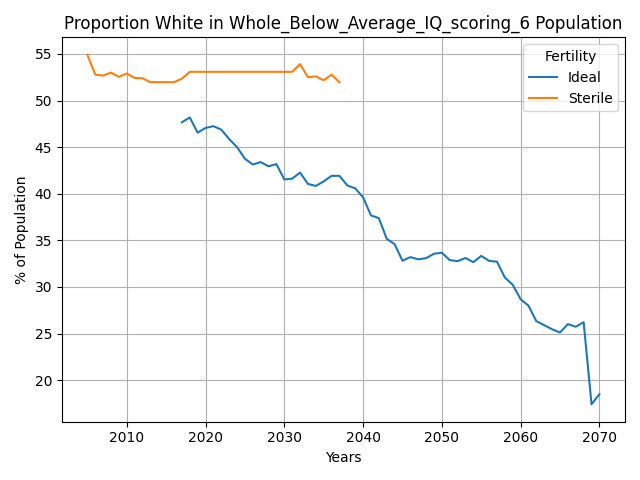 Proportion White in Whole_Below_Average_IQ_scoring_6 Population
Fertility
Ideal
Sterile
% of Population
55
50
45
40
35
30
25
20
2010 2020 2030 2040 2050 2060 2070
Years